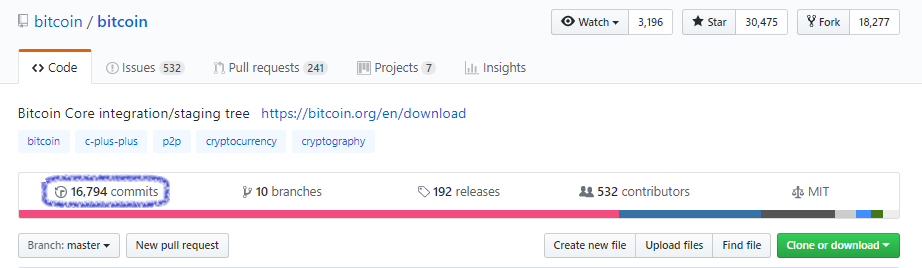 bitcoin / bitcoin Watch 3,196 Star 30,475 Fork 18,277
Code Issues 532 Pull requests 241 Projects 7 Insights
Bitcoin Core integration/staging tree https://bitcoin.org/en/download
bitcoin c-plus-plus p2p cryptocurrency cryptography
16,794 commits 10 branches 192 releases 532 contributors MIT
Branch: master New pull request Create new file Upload files Find file Clone or download